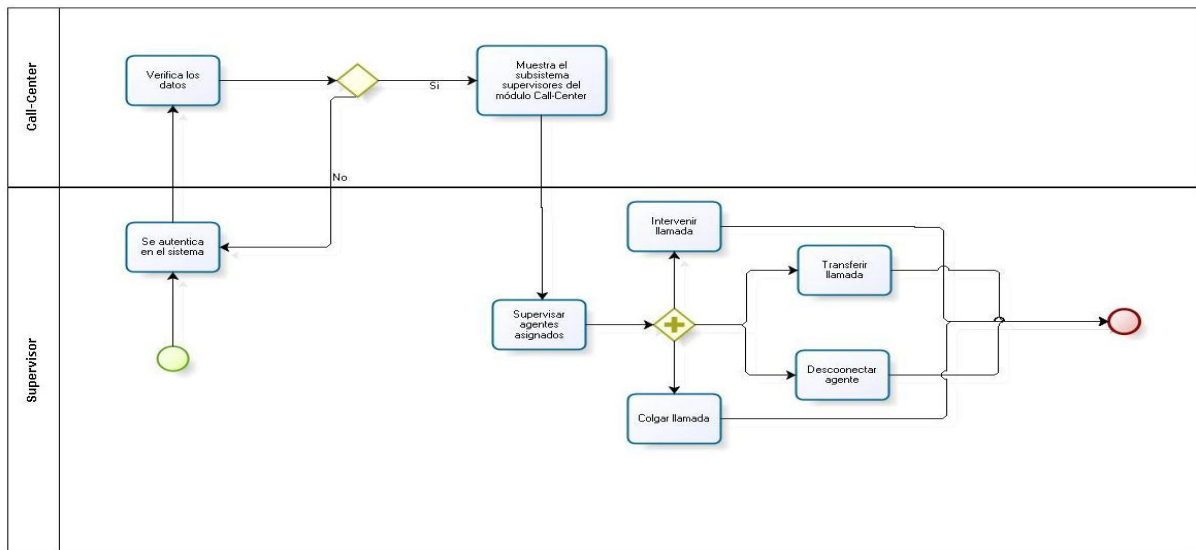 Call-Center
Verifica los
datos
Si
Muestra el
subsistema
supervisores del
módulo Call-Center
No
Supervisor
Se autentica
en el sistema
Supervisar
agentes
asignados
Intervenir
llamada
Transferir
llamada
Descoonectar
agente
Colgar llamada